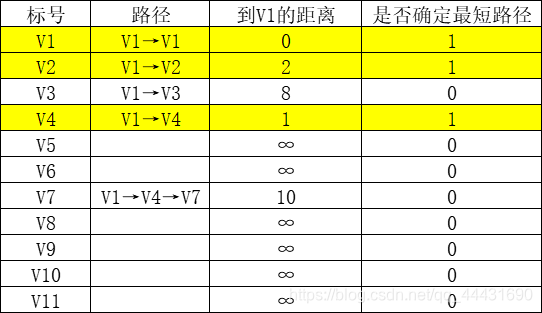 标号 路径 到V1的距离 是否确定最短路径
V1 V1→V1 0 1
V2 V1→V2 2 1
V3 V1→V3 8 0
V4 V1→V4 1 1
V5 ∞ 0
V6 ∞ 0
V7 V1→V4→V7 10 0
V8 ∞ 0
V9 ∞ 0
V10 ∞ 0
V11 ∞ 0
https://blog.csdn.net/qq_44431690